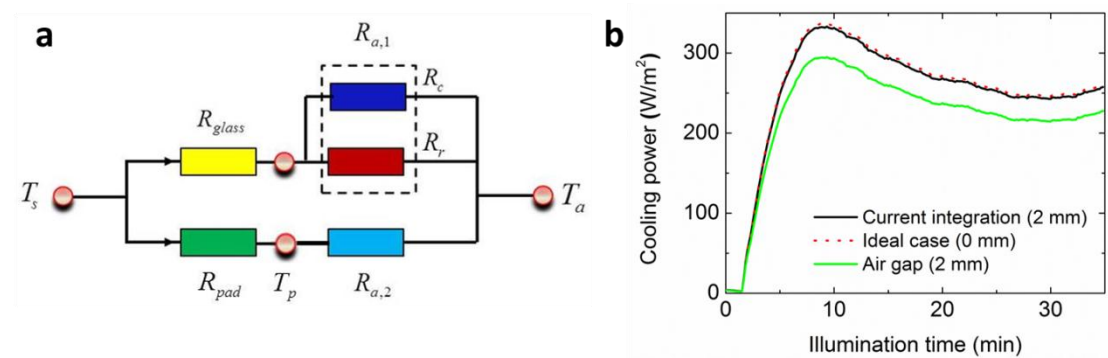 a
R_{a,1}
R_c
R_{glass}
R_r
T_s
T_a
R_{pad}
T_p
R_{a,2}
b
Cooling power (W/m²)
300
200
100
0
Current integration (2 mm)
Ideal case (0 mm)
Air gap (2 mm)
0 10 20 30
Illumination time (min)